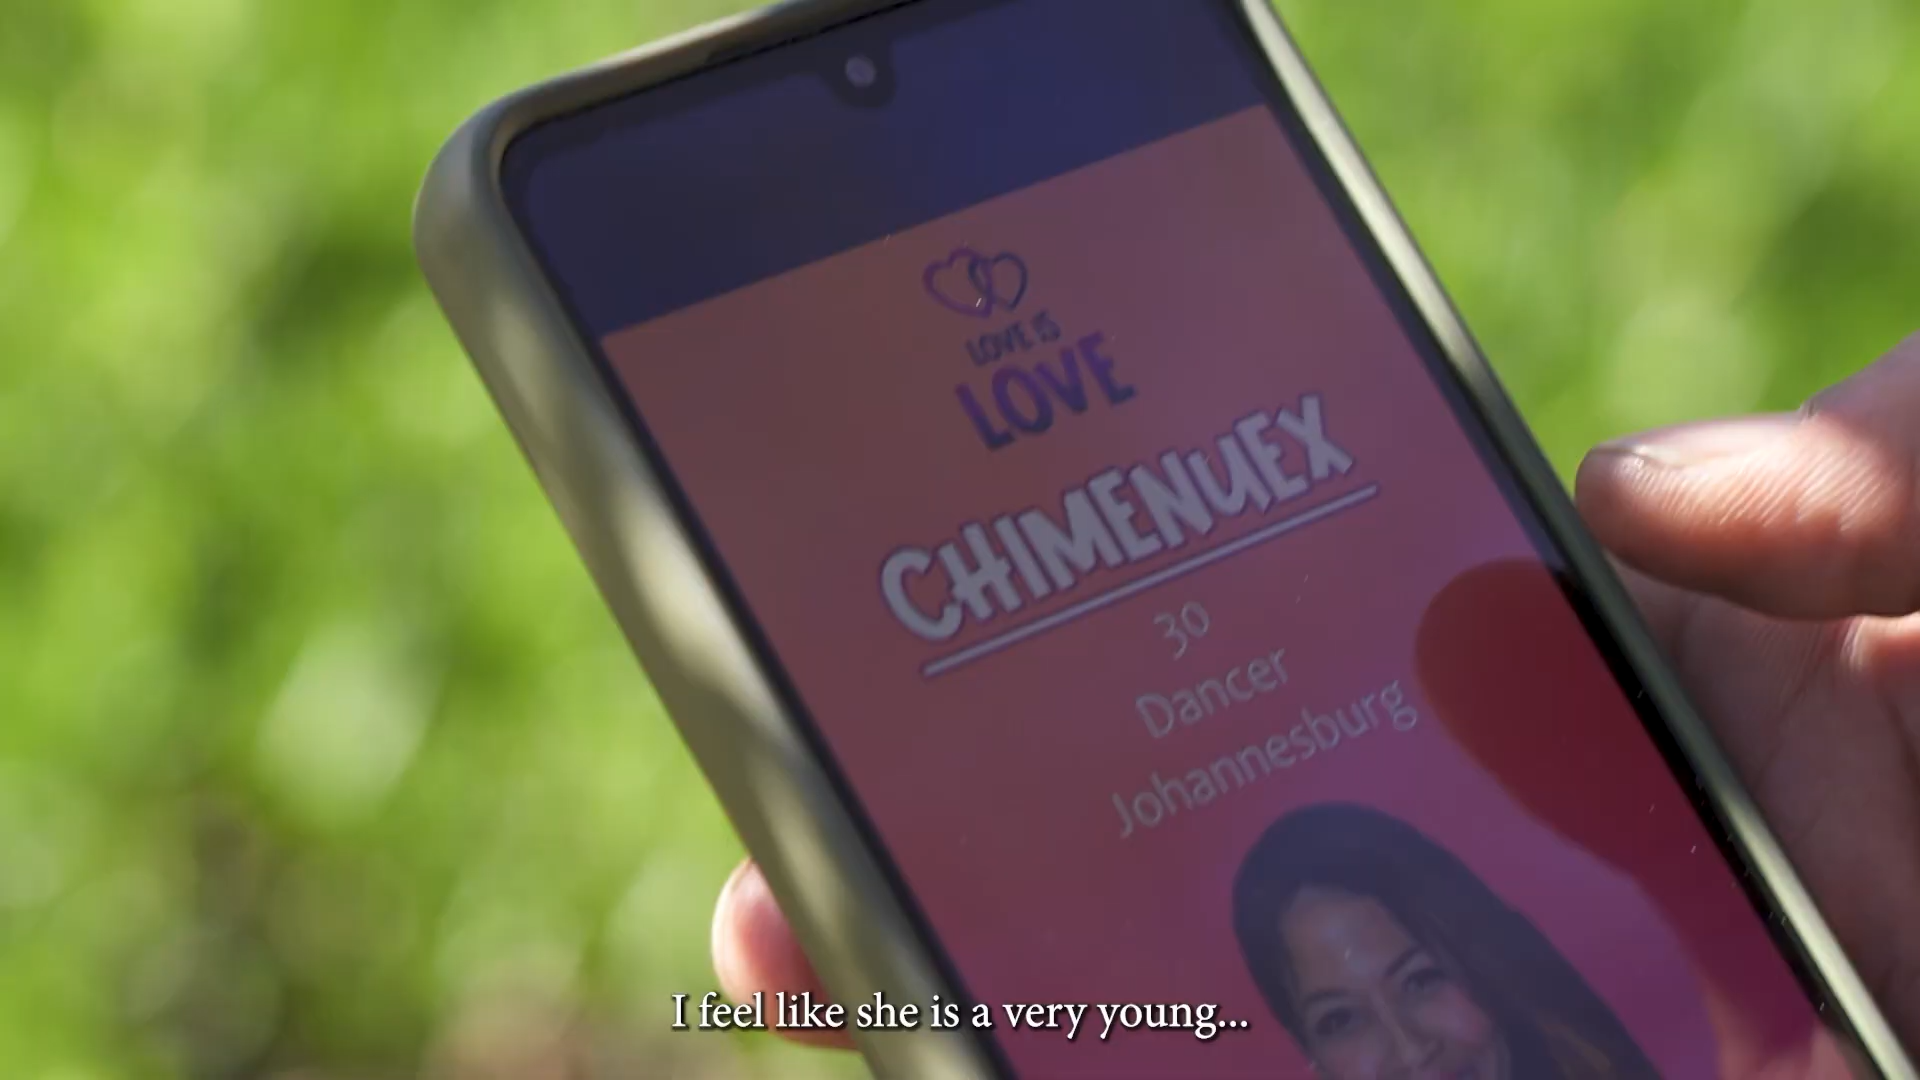 LOVE IS
LOVE
CHIMENUEX
30
Dancer
Johannesburg
I feel like she is a very young...